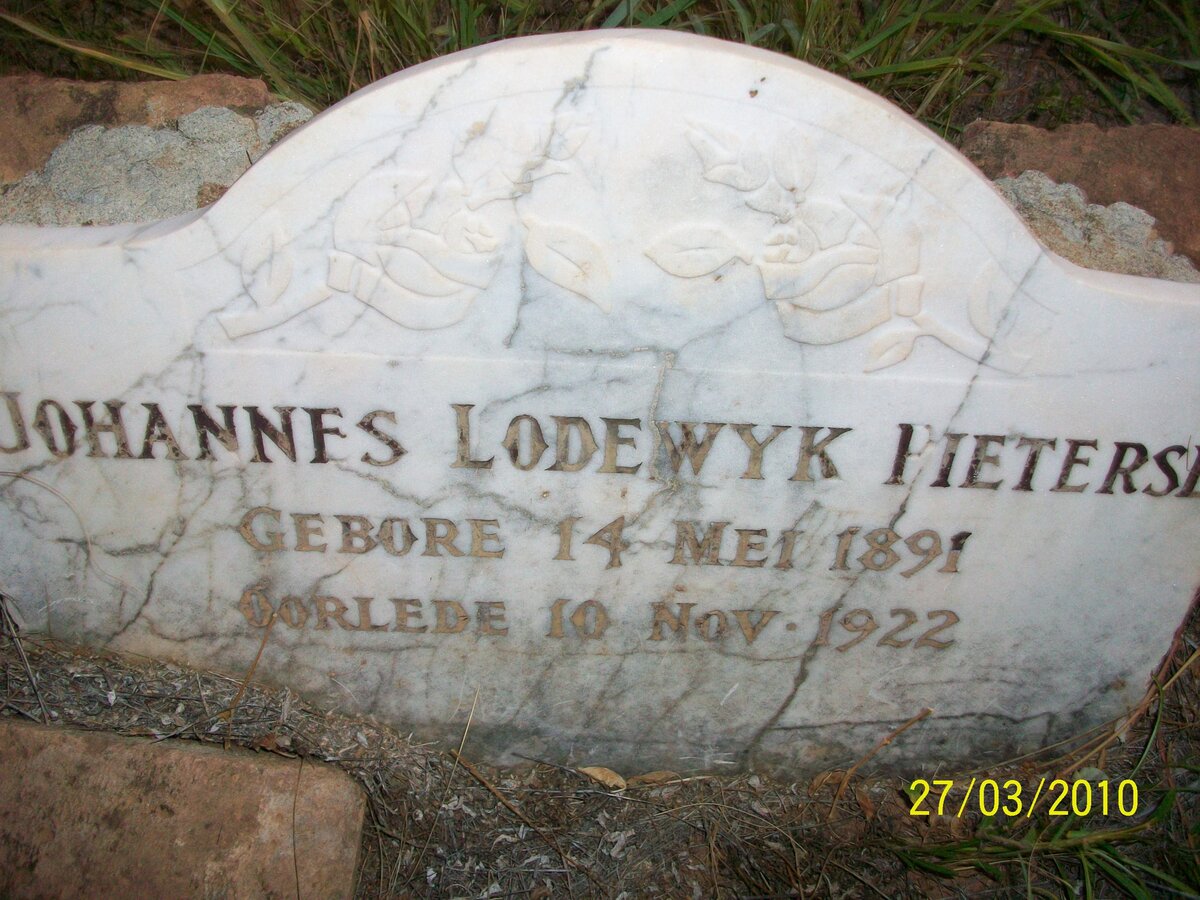 JOHANNES LODEWYK PIETERSE
GEBORE 14 MEI 1891
OORLEDE 10 NOV. 1922
27/03/2010